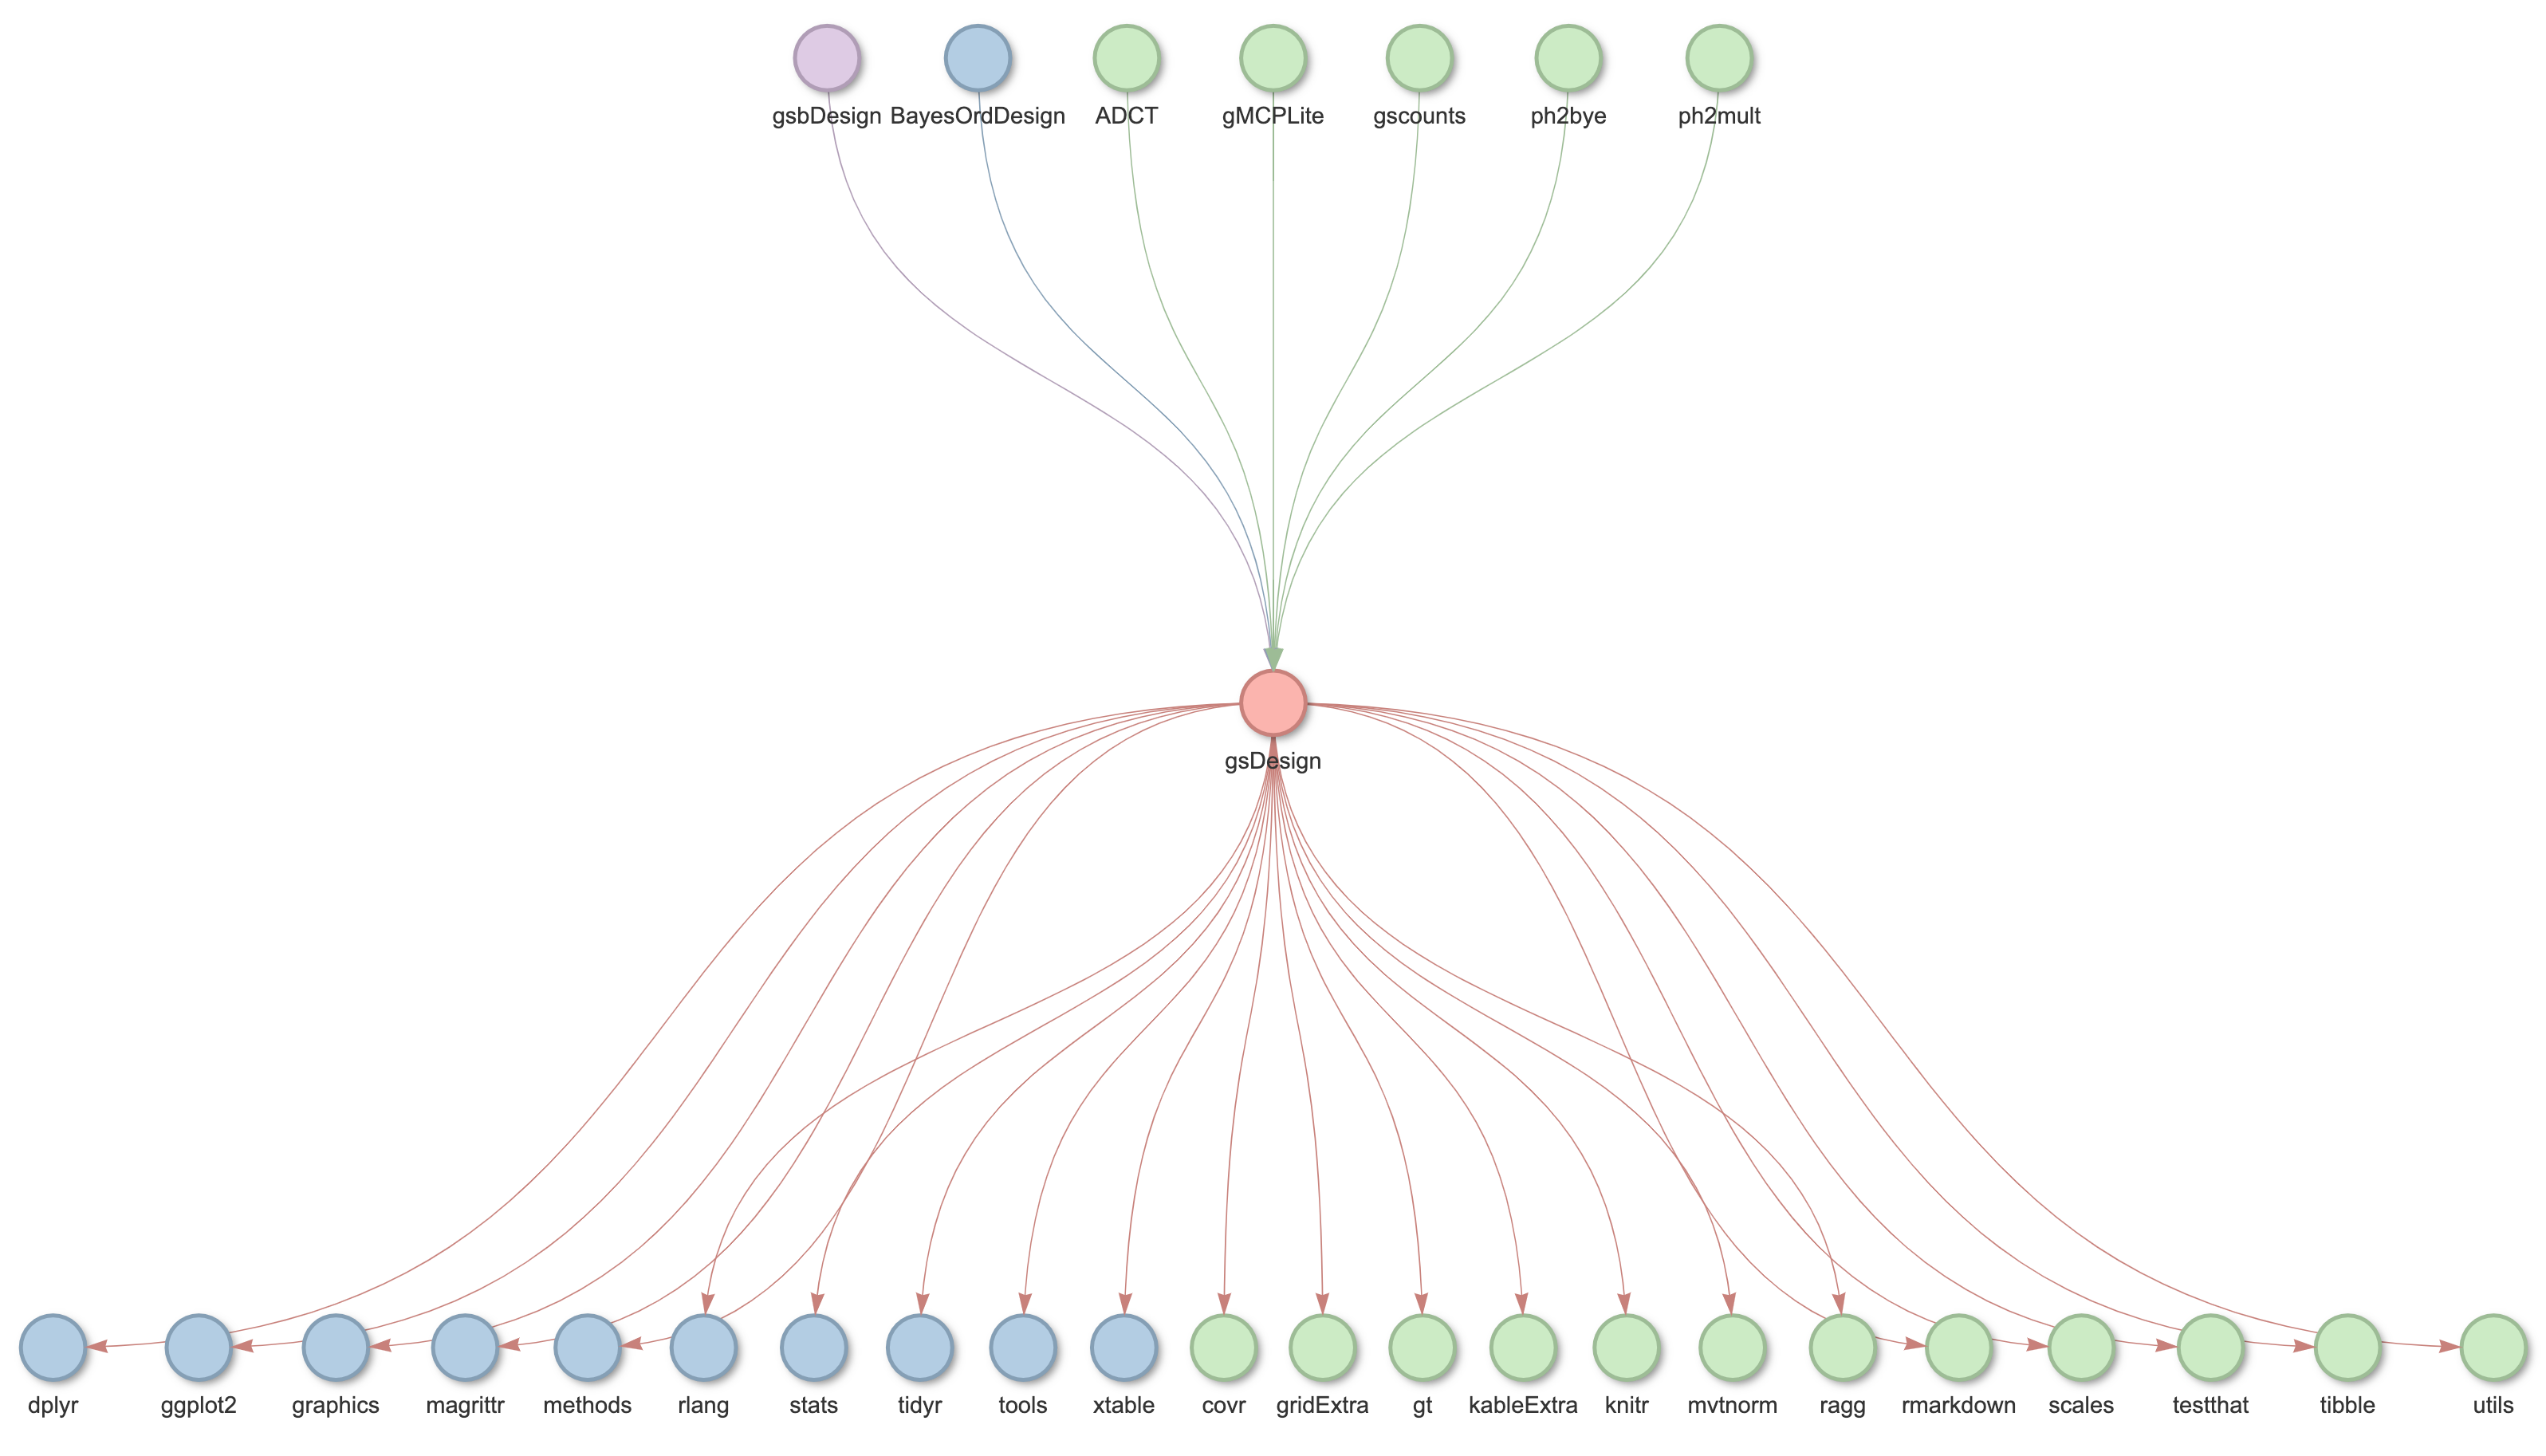 gsbDesign BayesOrdDesign ADCT gMCPLite gscounts ph2bye ph2mult
gsDesign
dplyr ggplot2 graphics magrittr methods rlang stats tidyr tools xtable covr gridExtra gt kableExtra knitr mvtnorm ragg rmarkdown scales testthat tibble utils